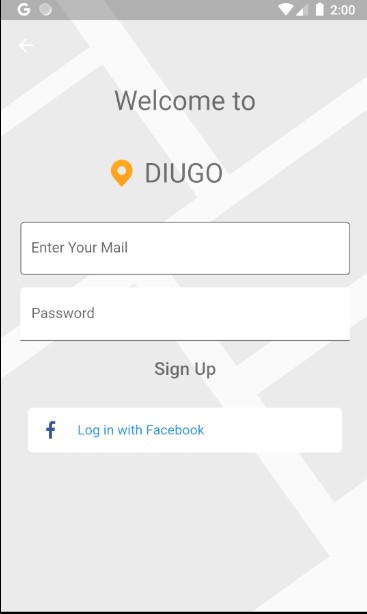 2:00
Welcome to
DIUGO
Enter Your Mail
Password
Sign Up
Log in with Facebook